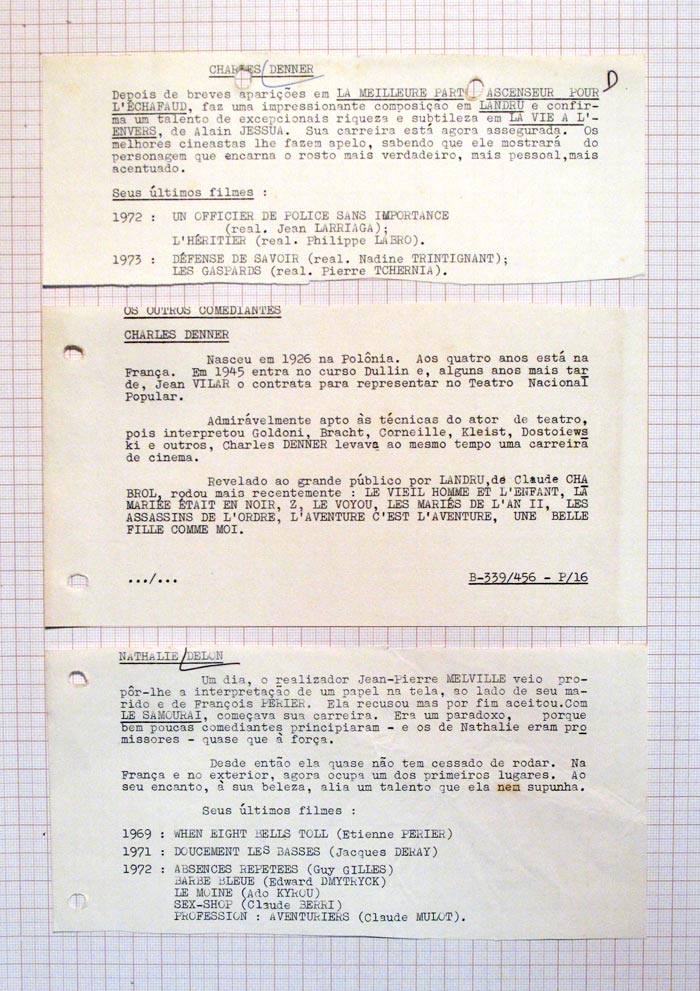 CHARLES DENNER
D
Depois de breves aparições em LA MEILLEURE PART ASCENSEUR POUR
L'ÉCHAFAUD, faz uma impressionante composição em LANDRU e confir-
ma um talento de excepcionais riqueza e subtileza em LA VIE A L'-
ENVERS, de Alain JESSUA. Sua carreira está agora assegurada. Os
melhores cineastas lhe fazem apelo, sabendo que ele mostrará do
personagem que encarna o rosto mais verdadeiro, mais pessoal,mais
acentuado.
Seus últimos filmes :
1972 : UN OFFICIER DE POLICE SANS IMPORTANCE
(real. Jean LARRIAGA);
L'HÉRITIER (real. Philippe LABRO).
1973 : DÉFENSE DE SAVOIR (real. Nadine TRINTIGNANT);
LES GASPARDS (real. Pierre TCHERNIA).
OS OUTROS COMEDIANTES
CHARLES DENNER
Nasceu em 1926 na Polônia. Aos quatro anos está na
França. Em 1945 entra no curso Dullin e, alguns anos mais tar
de, Jean VILAR o contrata para representar no Teatro Nacional
Popular.
Admirávelmente apto às técnicas do ator de teatro,
pois interpretou Goldoni, Bracht, Corneille, Kleist, Dostoiews
ki e outros, Charles DENNER levava ao mesmo tempo uma carreira
de cinema.
Revelado ao grande público por LANDRU,de Claude CHA
BROL, rodou mais recentemente : LE VIEIL HOMME ET L'ENFANT, LA
MARIÉE ÉTAIT EN NOIR, Z, LE VOYOU, LES MARIÉS DE L'AN II, LES
ASSASSINS DE L'ORDRE, L'AVENTURE C'EST L'AVENTURE, UNE BELLE
FILLE COMME MOI.
.../... B-339/456 - P/16
NATHALIE DELON
Um dia, o realizador Jean-Pierre MELVILLE veio pro-
pôr-lhe a interpretação de um papel na tela, ao lado de seu ma-
rido e de François PERIER. Ela recusou mas por fim aceitou.Com
LE SAMOURAI, começava sua carreira. Era um paradoxo, porque
bem poucas comediantes principiaram - e os de Nathalie eram pro
missores - quase que à força.
Desde então ela quase não tem cessado de rodar. Na
França e no exterior, agora ocupa um dos primeiros lugares. Ao
seu encanto, à sua beleza, alia um talento que ela nem supunha.
Seus últimos filmes :
1969 : WHEN EIGHT BELLS TOLL (Etienne PERIER)
1971 : DOUCEMENT LES BASSES (Jacques DERAY)
1972 : ABSENCES REPETEES (Guy GILLES)
BARBE BLEUE (Edward DMYTRYCK)
LE MOINE (Ado KYROU)
SEX-SHOP (Claude BERRI)
PROFESSION : AVENTURIERS (Claude MULOT).